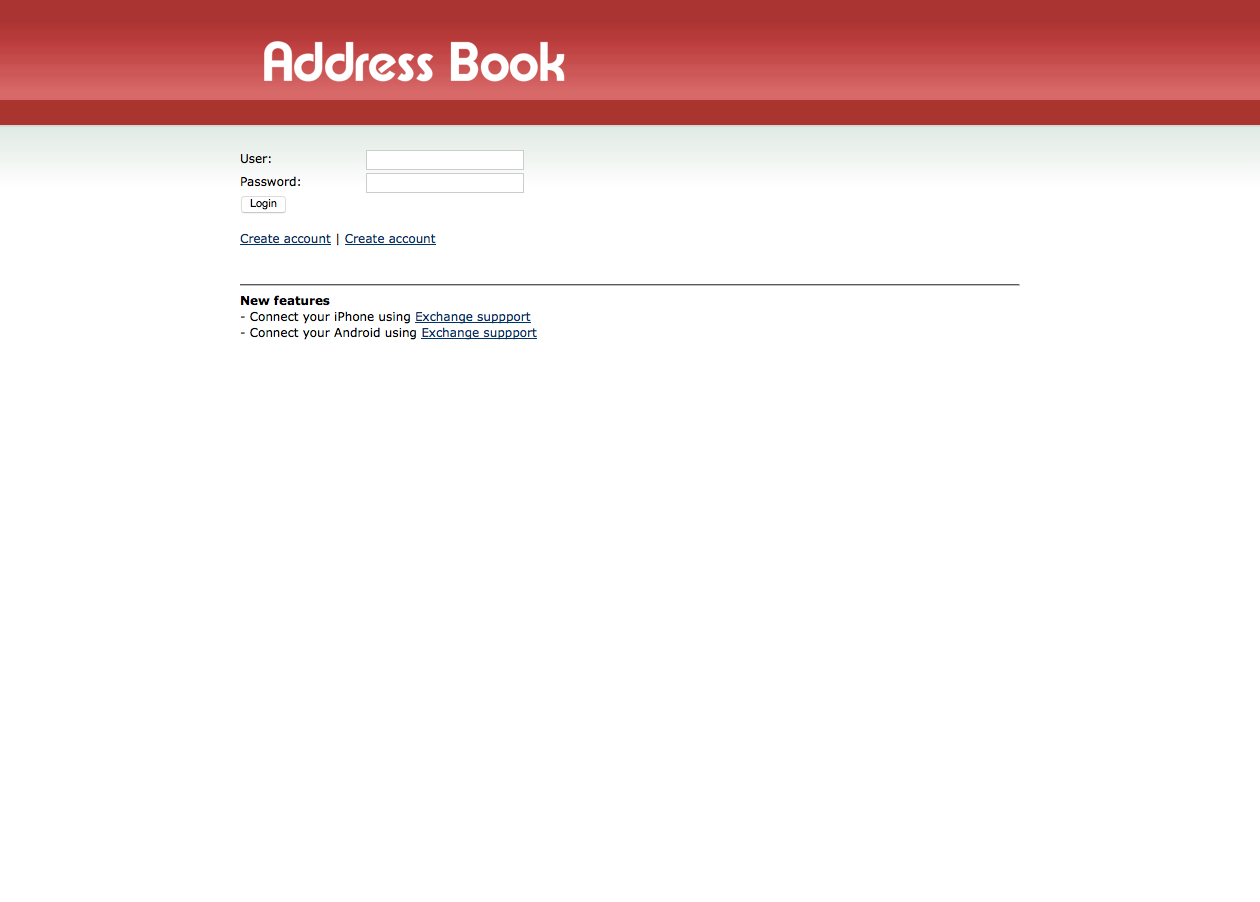 Address Book
User:
Password:
Login
Create account | Create account
New features
- Connect your iPhone using Exchange suppport
- Connect your Android using Exchange suppport